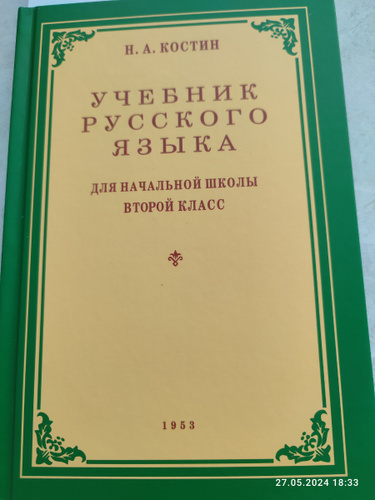 Н. А. КОСТИН
УЧЕБНИК
РУССКОГО
ЯЗЫКА
ДЛЯ НАЧАЛЬНОЙ ШКОЛЫ
ВТОРОЙ КЛАСС
1953
27.05.2024 18:33